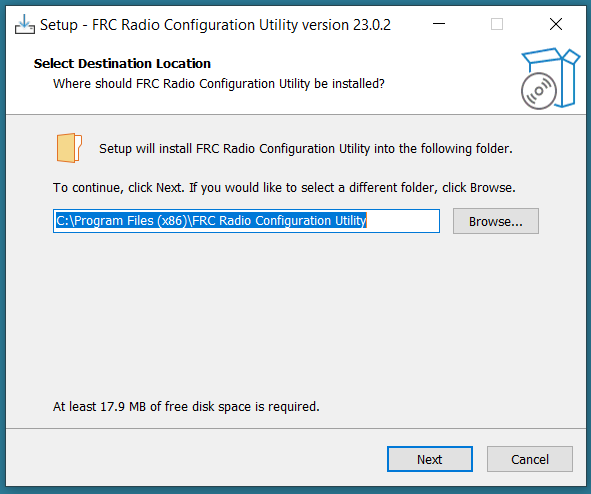 Setup - FRC Radio Configuration Utility version 23.0.2
Select Destination Location
Where should FRC Radio Configuration Utility be installed?
Setup will install FRC Radio Configuration Utility into the following folder.
To continue, click Next. If you would like to select a different folder, click Browse.
C:\Program Files (x86)\FRC Radio Configuration Utility
Browse...
At least 17.9 MB of free disk space is required.
Next
Cancel